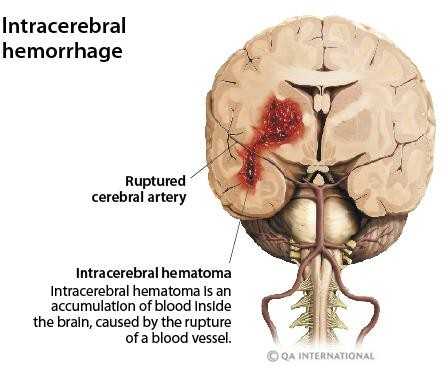 Intracerebral
hemorrhage
Ruptured
cerebral artery
Intracerebral hematoma
Intracerebral hematoma is an
accumulation of blood inside
the brain, caused by the rupture
of a blood vessel.
© QA INTERNATIONAL